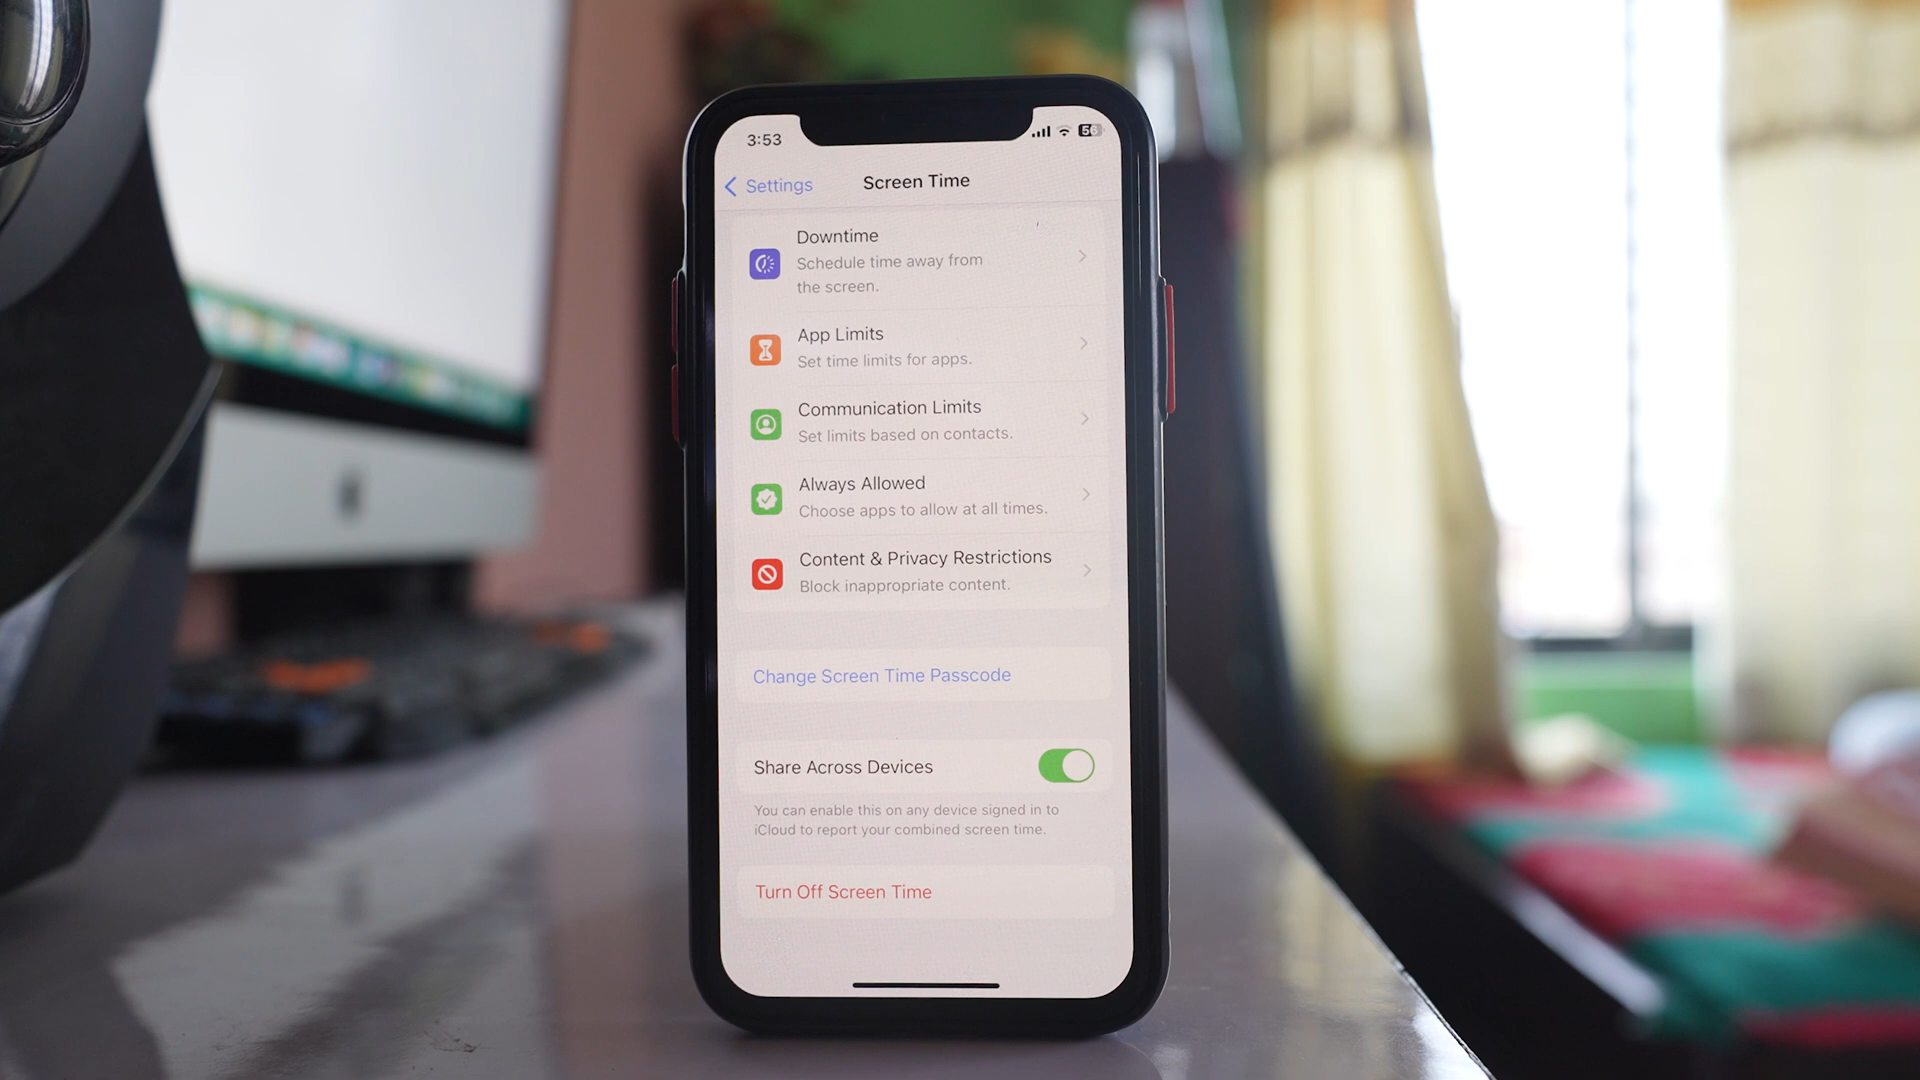 3:53
56
Settings
Screen Time
Downtime
Schedule time away from
the screen.
App Limits
Set time limits for apps.
Communication Limits
Set limits based on contacts.
Always Allowed
Choose apps to allow at all times.
Content & Privacy Restrictions
Block inappropriate content.
Change Screen Time Passcode
Share Across Devices
You can enable this on any device signed in to
iCloud to report your combined screen time.
Turn Off Screen Time